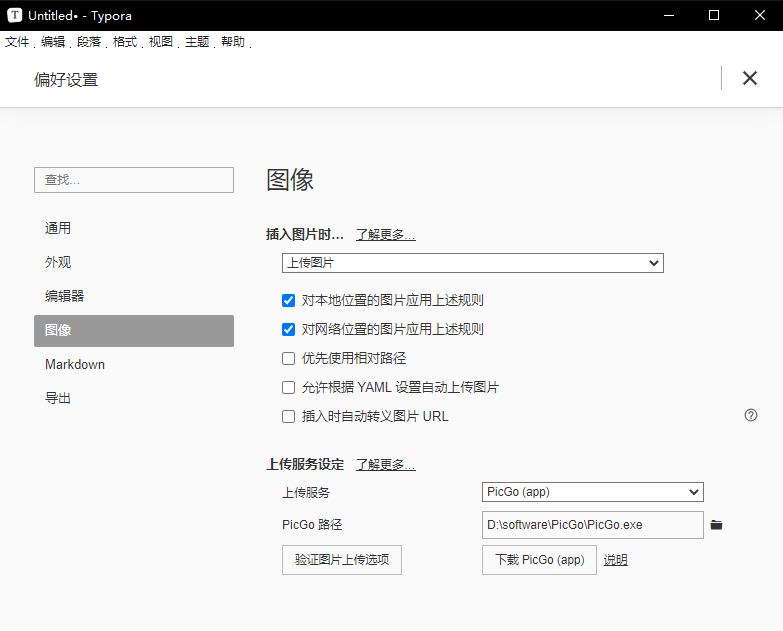 Untitled• - Typora
文件 编辑 段落 格式 视图 主题 帮助
偏好设置
查找...
通用
外观
编辑器
图像
Markdown
导出
图像
插入图片时... 了解更多...
上传图片
对本地位置的图片应用上述规则
对网络位置的图片应用上述规则
优先使用相对路径
允许根据 YAML 设置自动上传图片
插入时自动转义图片 URL
上传服务设定 了解更多...
上传服务 PicGo (app)
PicGo 路径 D:\software\PicGo\PicGo.exe
验证图片上传选项 下载 PicGo (app) 说明